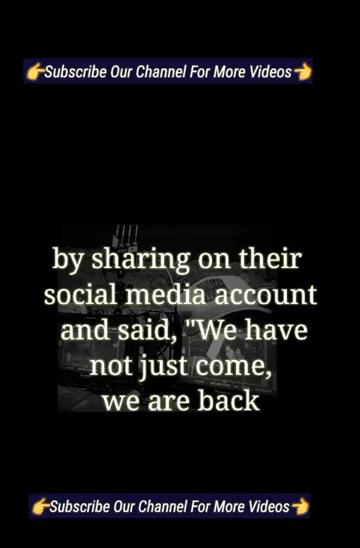 👉Subscribe Our Channel For More Videos👈
by sharing on their
social media account
and said, "We have
not just come,
we are back
👉Subscribe Our Channel For More Videos👈